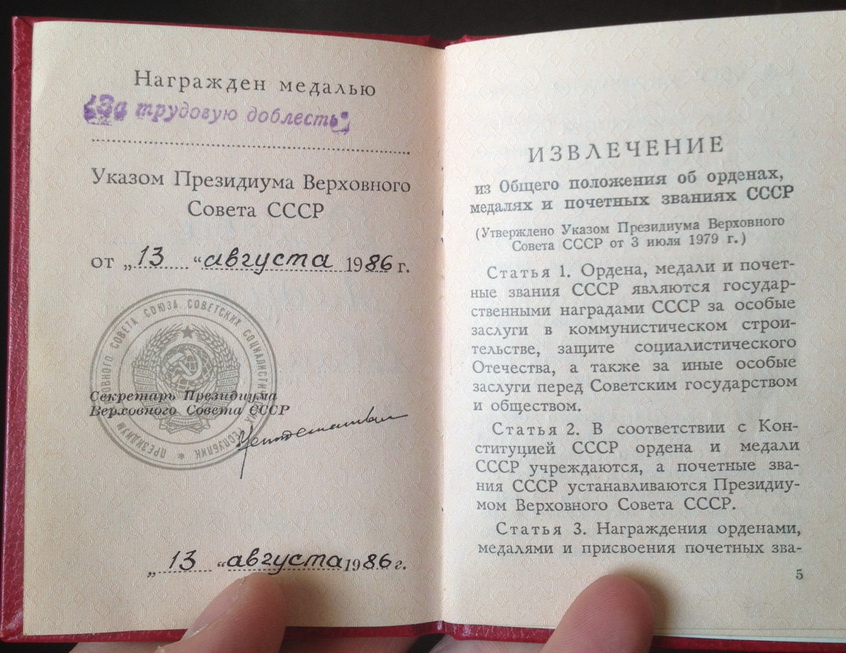 Награжден медалью
«За трудовую доблесть»
Указом Президиума Верховного
Совета СССР
от „13 “ августа 1986 г.
Секретарь Президиума
Верховного Совета СССР
„13 “ августа 1986 г.
ИЗВЛЕЧЕНИЕ
из Общего положения об орденах,
медалях и почетных званиях СССР
(Утверждено Указом Президиума Верховного
Совета СССР от 3 июля 1979 г.)
Статья 1. Ордена, медали и почет-
ные звания СССР являются государ-
ственными наградами СССР за особые
заслуги в коммунистическом строи-
тельстве, защите социалистического
Отечества, а также за иные особые
заслуги перед Советским государством
и обществом.
Статья 2. В соответствии с Кон-
ституцией СССР ордена и медали
СССР учреждаются, а почетные зва-
ния СССР устанавливаются Президиу-
мом Верховного Совета СССР.
Статья 3. Награждения орденами,
медалями и присвоения почетных зва-
5